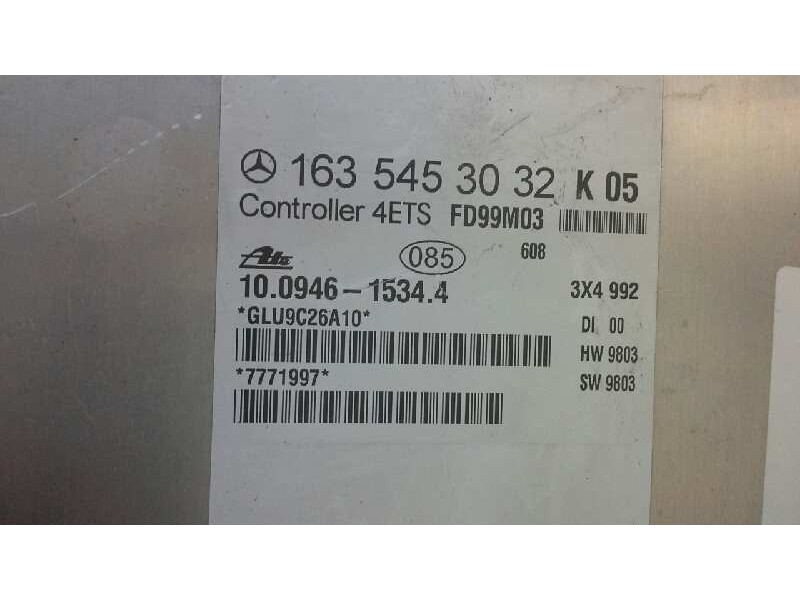 163 545 30 32 K 05
Controller 4ETS FD99M03
608
Ate 085
10.0946-1534.4 3X4 992
*GLU9C26A10* DI 00
HW 9803
*7771997* SW 9803